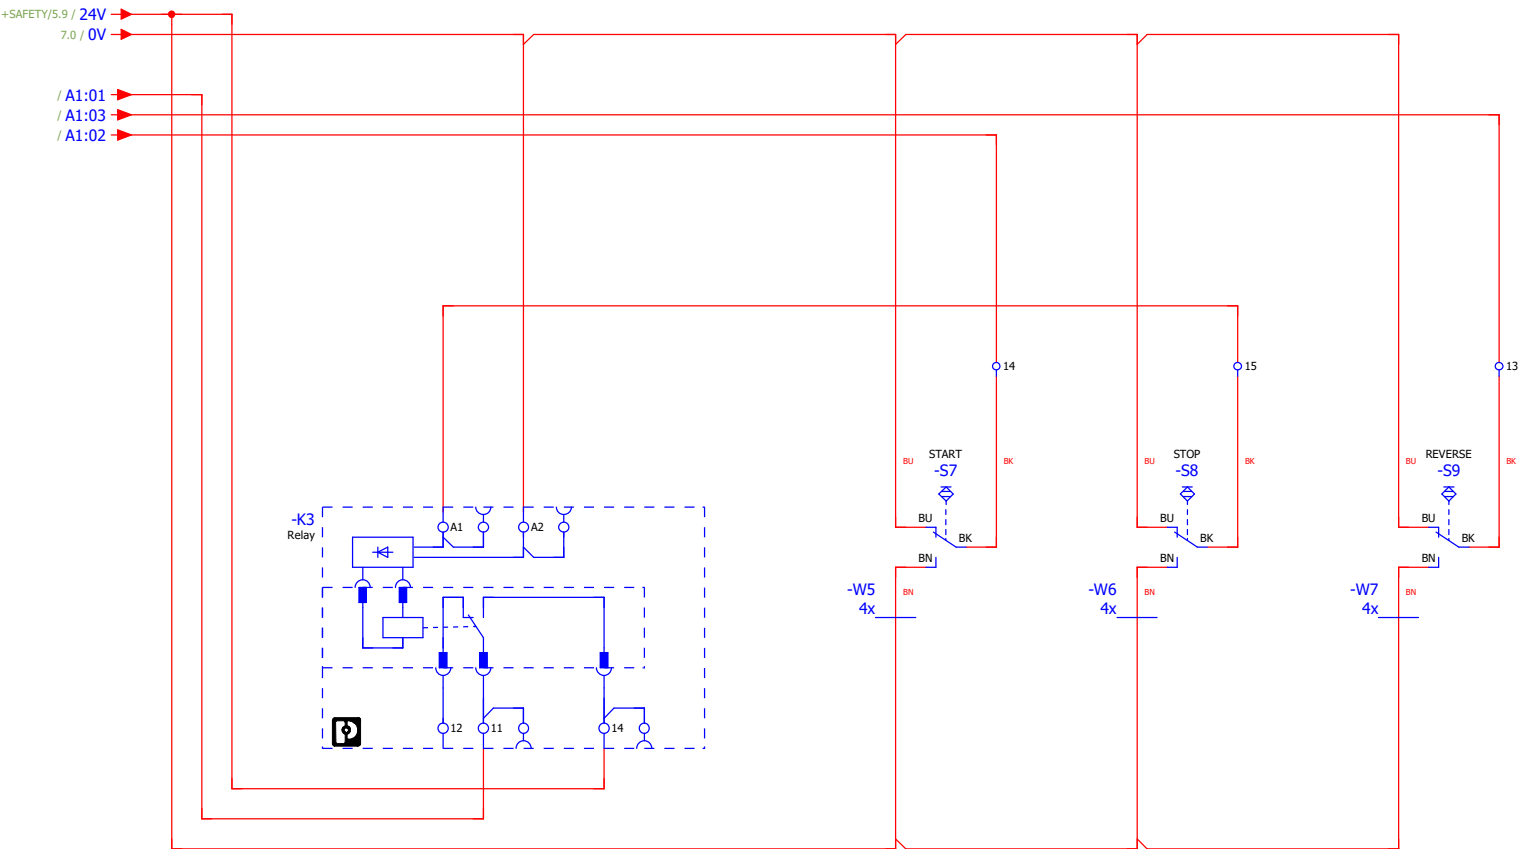 +SAFETY/5.9 / 24V
7.0 / 0V
/ A1:01
/ A1:03
/ A1:02
14
15
13
BU
START
BK
BU
STOP
BK
BU
REVERSE
BK
-S7
-S8
-S9
-K3
Relay
A1
A2
BU
BK
BN
BU
BK
BN
BU
BK
BN
-W5
4x
BN
-W6
4x
BN
-W7
4x
BN
12
11
14